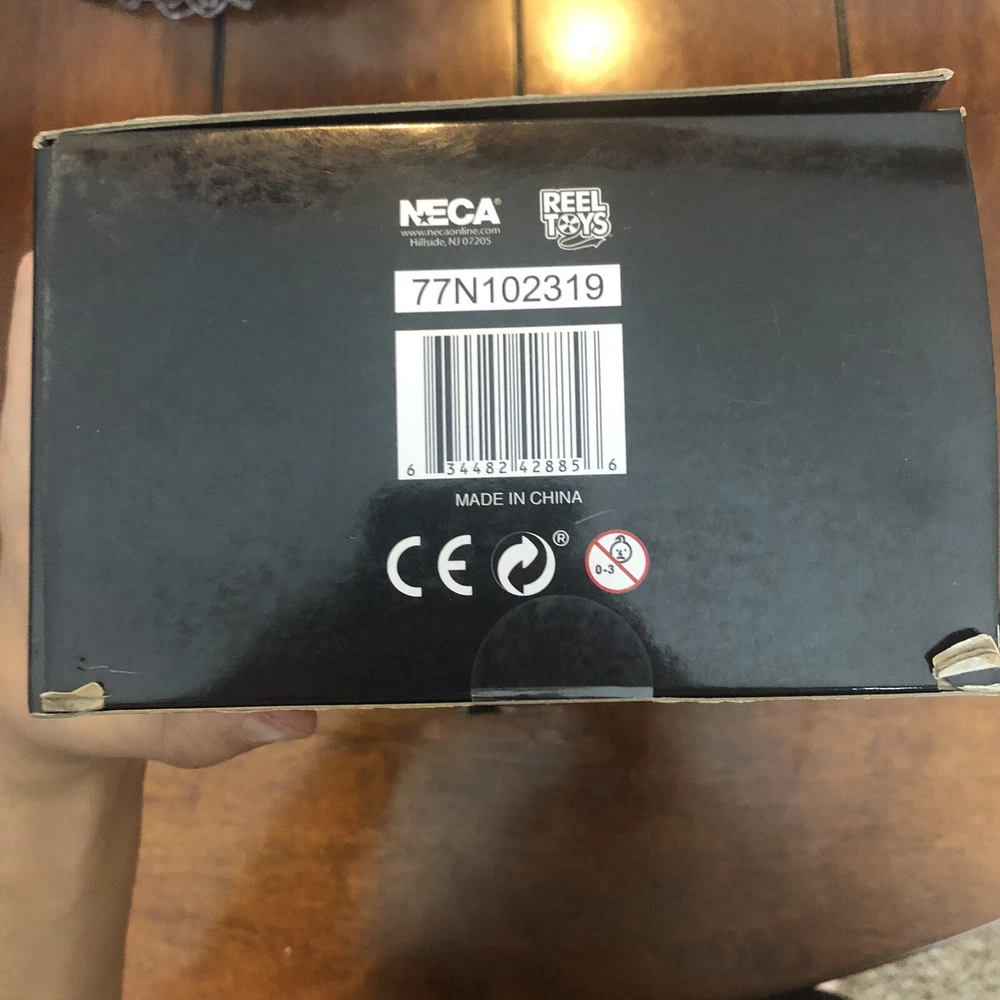 NECA®
www.necaonline.com
Hillside, NJ 07205
REEL
TOYS
77N102319
6 34482 42885 6
MADE IN CHINA
CE ®
0-3